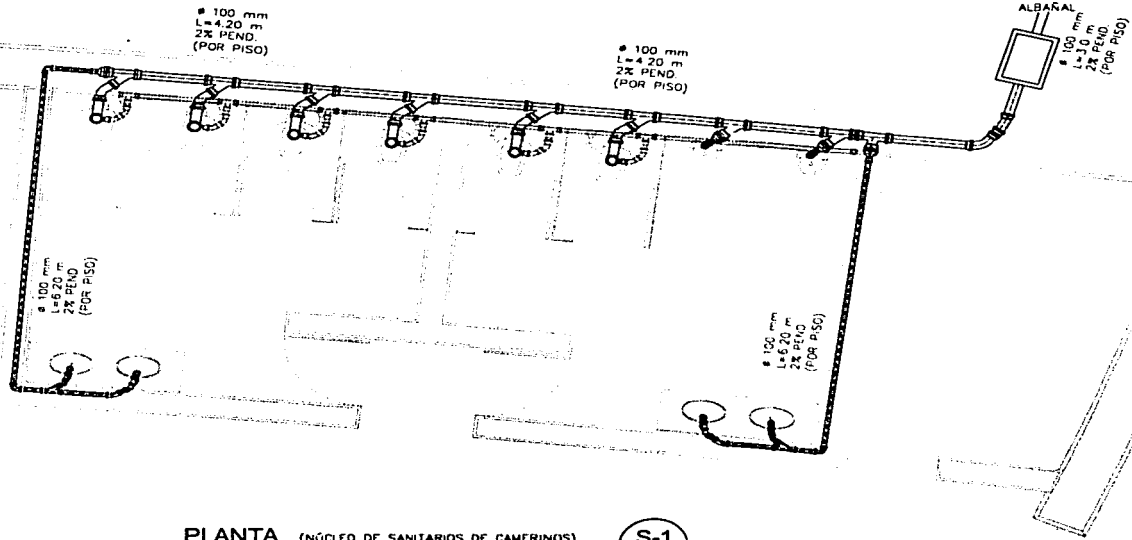 ø 100 mm
L=4.20 m
2% PEND.
(POR PISO)
ø 100 mm
L=4.20 m
2% PEND.
(POR PISO)
ALBAÑAL
ø 100 mm
L=3.0 m
2% PEND.
(POR PISO)
ø 100 mm
L=6.20 m
2% PEND
(POR PISO)
ø 100 mm
L=6.20 m
2% PEND
(POR PISO)
PLANTA (NÚCLEO DE SANITARIOS DE CAMERINOS)
S-1